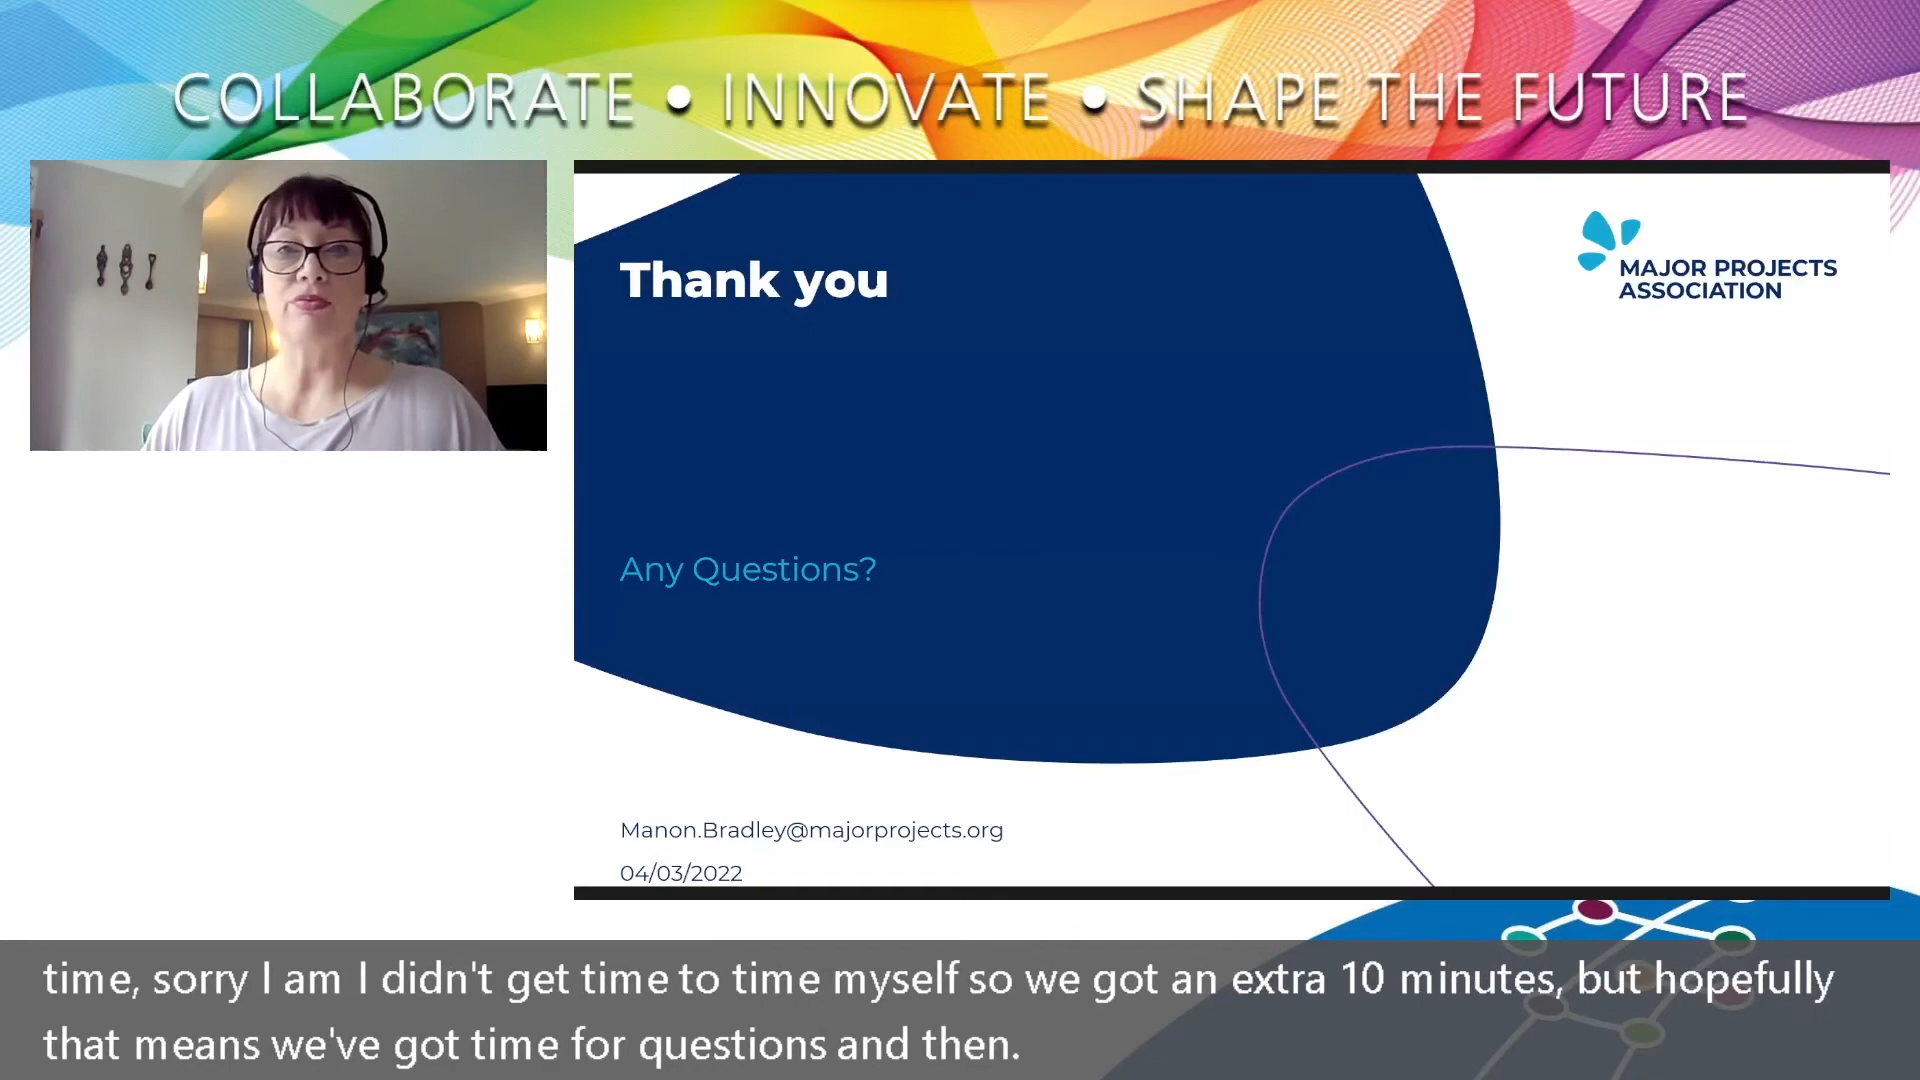 COLLABORATE • INNOVATE • SHAPE THE FUTURE
Thank you
MAJOR PROJECTS
ASSOCIATION
Any Questions?
Manon.Bradley@majorprojects.org
04/03/2022
time, sorry I am I didn't get time to time myself so we got an extra 10 minutes, but hopefully
that means we've got time for questions and then.